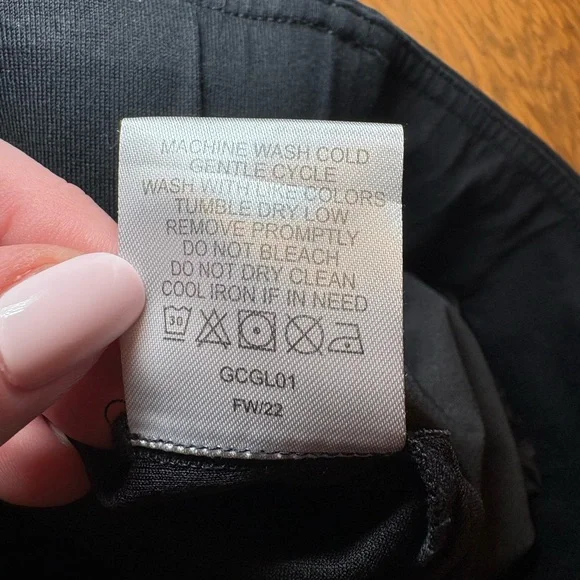 MACHINE WASH COLD
GENTLE CYCLE
WASH WITH LIKE COLORS
TUMBLE DRY LOW
REMOVE PROMPTLY
DO NOT BLEACH
DO NOT DRY CLEAN
COOL IRON IF IN NEED
30
GCGL01
FW/22